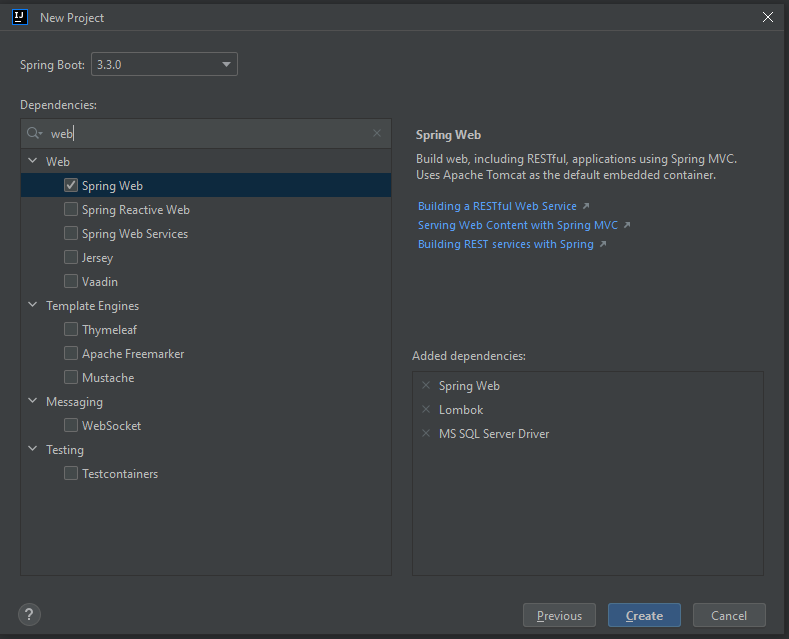 IJ New Project
Spring Boot: 3.3.0
Dependencies:
web
Web
Spring Web
Spring Reactive Web
Spring Web Services
Jersey
Vaadin
Template Engines
Thymeleaf
Apache Freemarker
Mustache
Messaging
WebSocket
Testing
Testcontainers
Spring Web
Build web, including RESTful, applications using Spring MVC.
Uses Apache Tomcat as the default embedded container.
Building a RESTful Web Service ↗
Serving Web Content with Spring MVC ↗
Building REST services with Spring ↗
Added dependencies:
Spring Web
Lombok
MS SQL Server Driver
? Previous Create Cancel